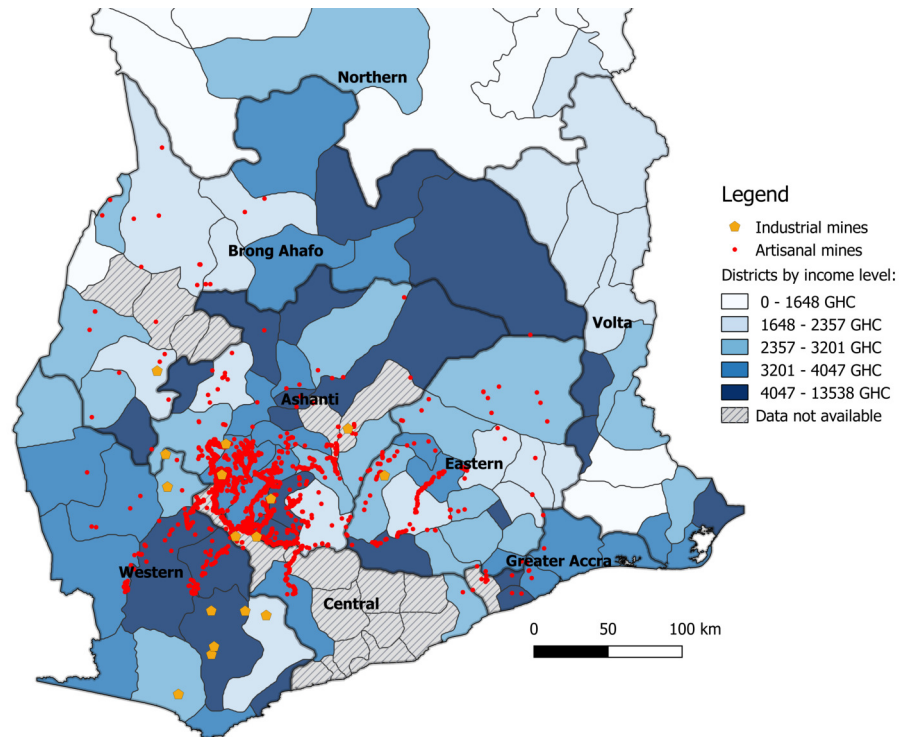 Northern
Brong Ahafo
Volta
Ashanti
Eastern
Western
Greater Accra
Central
Legend
Industrial mines
Artisanal mines
Districts by income level:
0 - 1648 GHC
1648 - 2357 GHC
2357 - 3201 GHC
3201 - 4047 GHC
4047 - 13538 GHC
Data not available
0 50 100 km